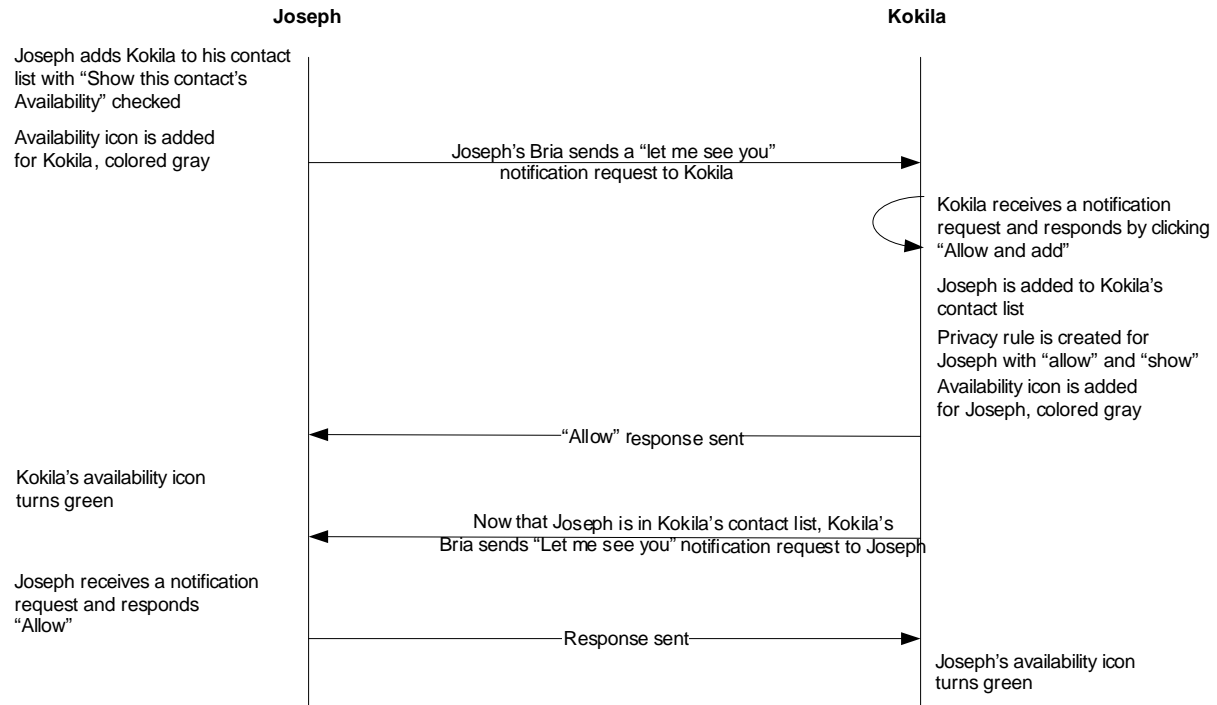 Joseph
Kokila
Joseph adds Kokila to his contact
list with “Show this contact’s
Availability” checked
Availability icon is added
for Kokila, colored gray
Joseph’s Bria sends a “let me see you”
notification request to Kokila
Kokila receives a notification
request and responds by clicking
“Allow and add”
Joseph is added to Kokila’s
contact list
Privacy rule is created for
Joseph with “allow” and “show”
Availability icon is added
for Joseph, colored gray
“Allow” response sent
Kokila’s availability icon
turns green
Now that Joseph is in Kokila’s contact list, Kokila’s
Bria sends “Let me see you” notification request to Joseph
Joseph receives a notification
request and responds
“Allow”
Response sent
Joseph’s availability icon
turns green